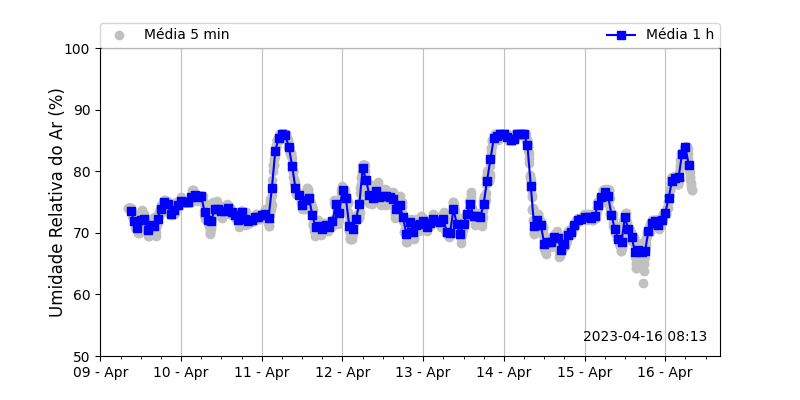 Média 5 min
Média 1 h
Umidade Relativa do Ar (%)
100
90
80
70
60
50
2023-04-16 08:13
09 - Apr
10 - Apr
11 - Apr
12 - Apr
13 - Apr
14 - Apr
15 - Apr
16 - Apr